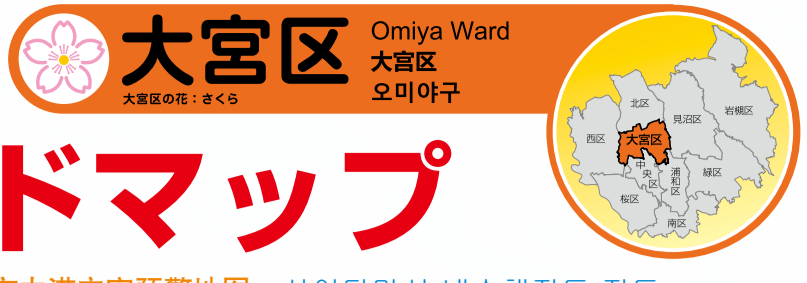 大宮区
大宮区の花：さくら
Omiya Ward
大宫区
오미야구
北区
見沼区
岩槻区
西区
大宮区
中央区
浦和区
緑区
桜区
南区
ドマップ